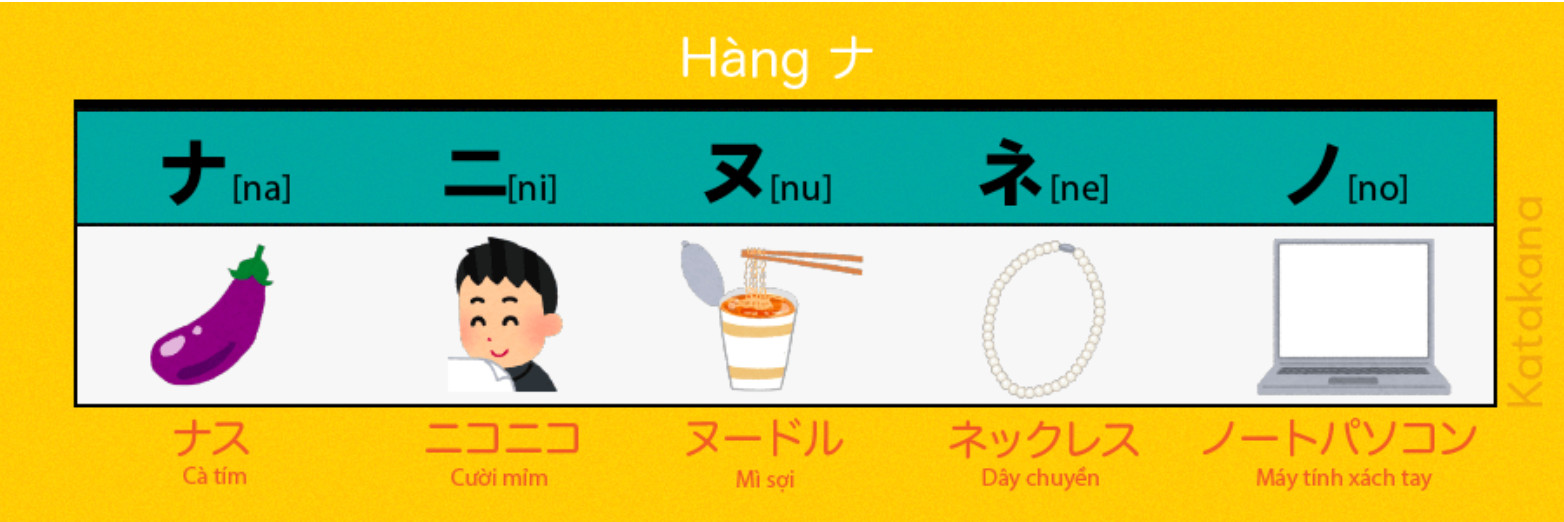 Hàng ナ
ナ[na] ニ[ni] ヌ[nu] ネ[ne] ノ[no]
ナス ニコニコ ヌードル ネックレス ノートパソコン
Cà tím Cười mỉm Mì sợi Dây chuyền Máy tính xách tay
Katakana